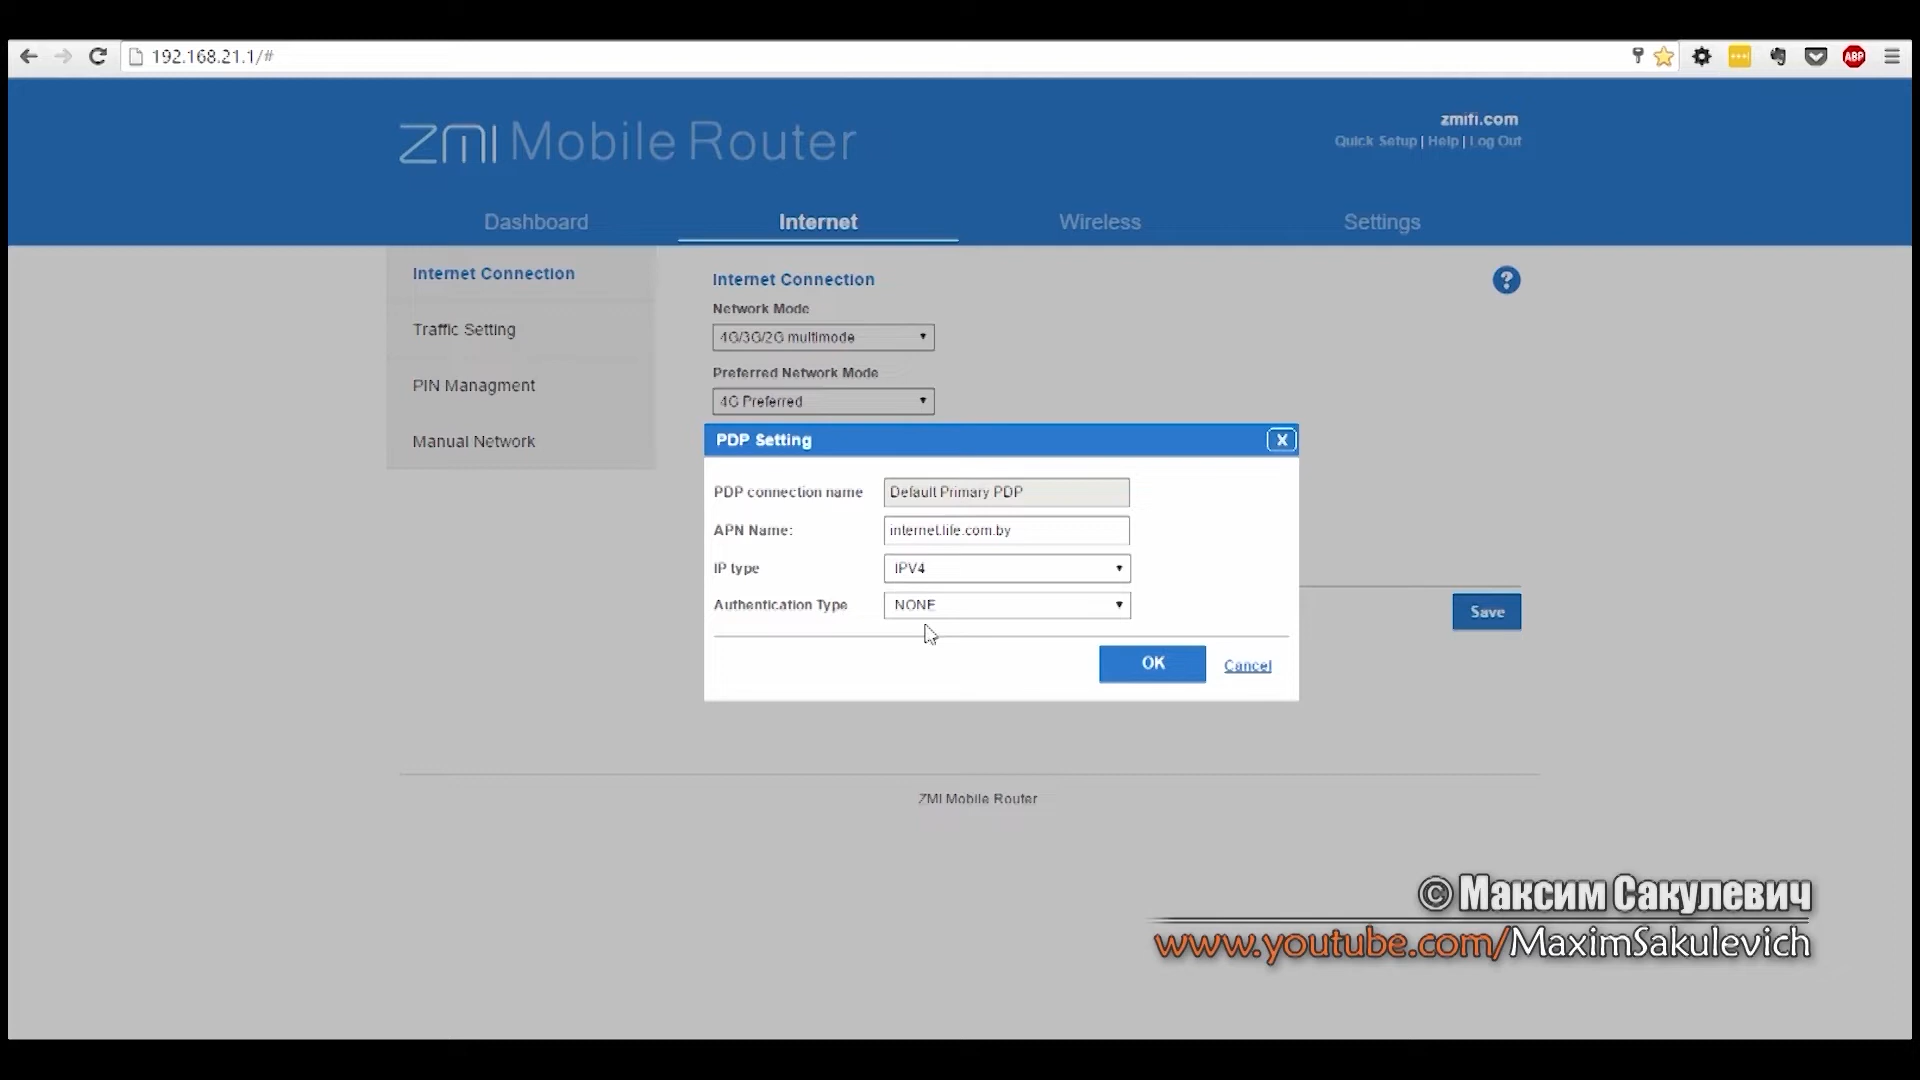 192.168.21.1/#
ABP
ZMI Mobile Router
zmifi.com
Quick Setup | Help | Log Out
Dashboard
Internet
Wireless
Settings
Internet Connection
Traffic Setting
PIN Managment
Manual Network
Internet Connection
?
Network Mode
4G/3G/2G multimode
Preferred Network Mode
4G Preferred
PDP Setting
X
PDP connection name
Default Primary PDP
APN Name:
internet.life.com.by
IP type
IPV4
Authentication Type
NONE
OK
Cancel
Save
ZMI Mobile Router
© Максим Сакулевич
www.youtube.com/MaximSakulevich